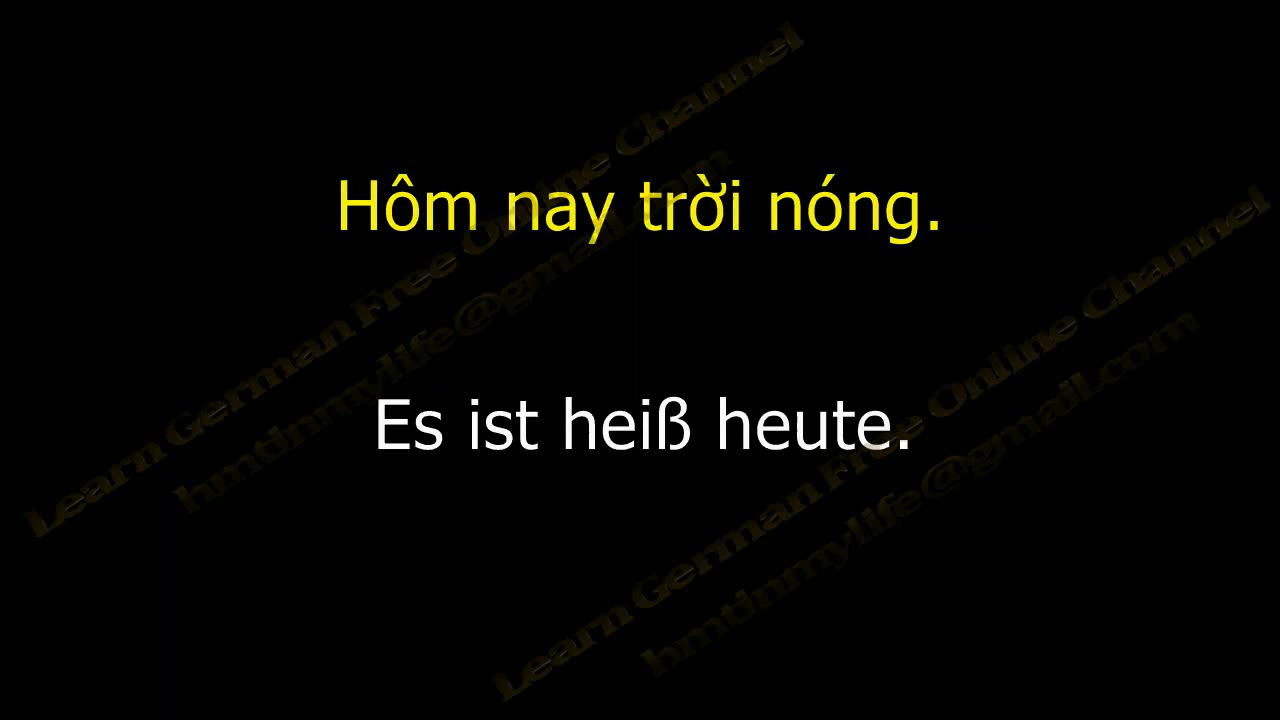 Hôm nay trời nóng.
Es ist heiß heute.
Learn German Free Online Channel
hmtinmylife@gmail.com
Learn German Free Online Channel
hmtinmylife@gmail.com